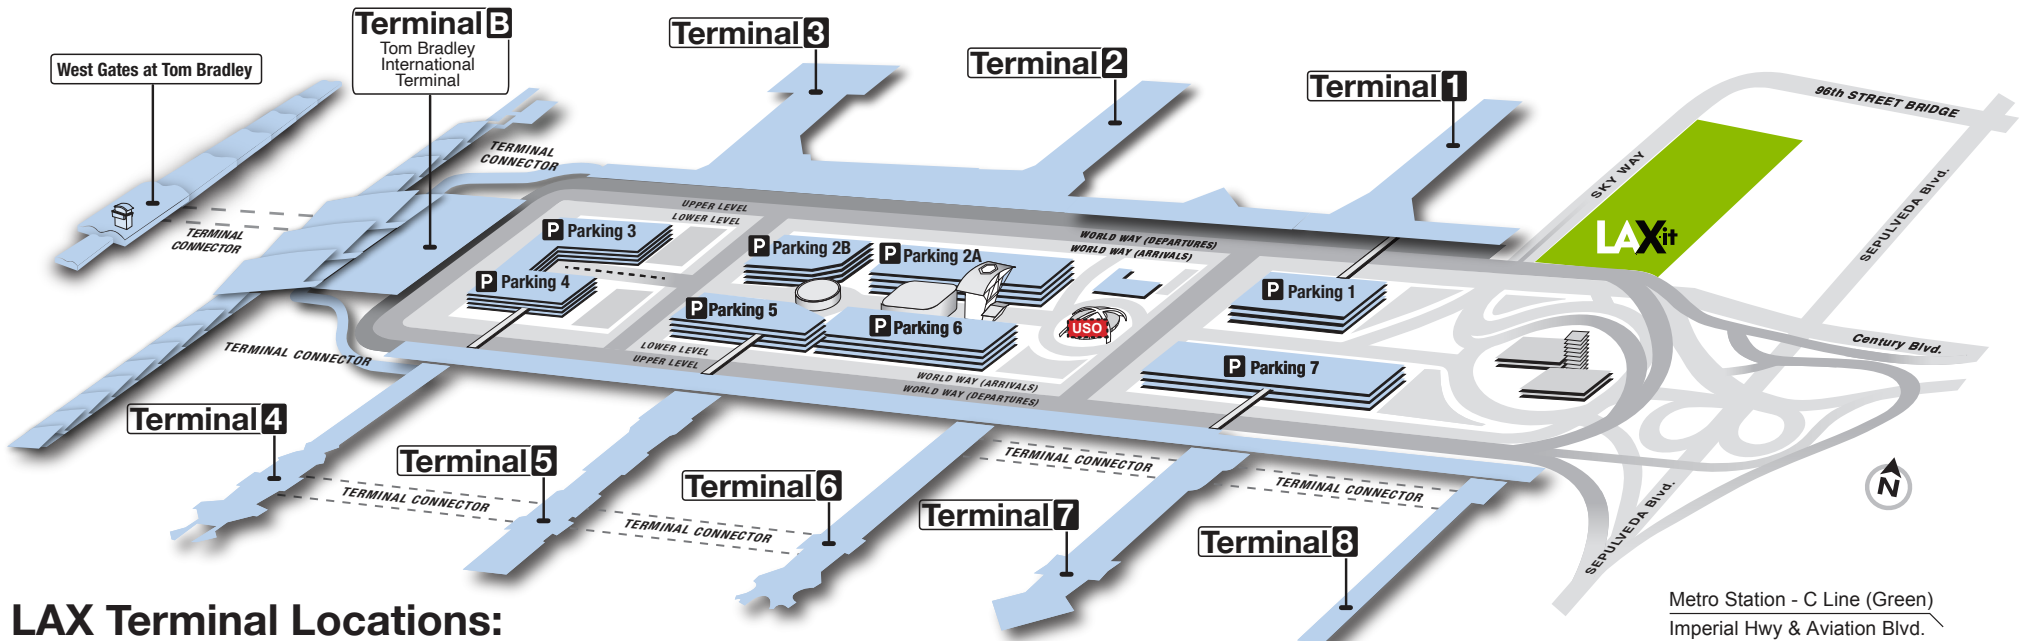 Terminal B
Tom Bradley
International
Terminal
West Gates at Tom Bradley
Terminal 3
Terminal 2
Terminal 1
96th STREET BRIDGE
SKY WAY
SEPULVEDA Blvd.
LAX·it
TERMINAL
CONNECTOR
TERMINAL
CONNECTOR
UPPER LEVEL
LOWER LEVEL
WORLD WAY (DEPARTURES)
WORLD WAY (ARRIVALS)
P Parking 3
P Parking 2B
P Parking 2A
P Parking 4
P Parking 5
P Parking 6
USO
P Parking 1
P Parking 7
Century Blvd.
TERMINAL CONNECTOR
LOWER LEVEL
UPPER LEVEL
WORLD WAY (ARRIVALS)
WORLD WAY (DEPARTURES)
Terminal 4
Terminal 5
Terminal 6
Terminal 7
Terminal 8
TERMINAL CONNECTOR
TERMINAL CONNECTOR
TERMINAL CONNECTOR
TERMINAL CONNECTOR
SEPULVEDA Blvd.
N
LAX Terminal Locations:
Metro Station - C Line (Green)
Imperial Hwy & Aviation Blvd.